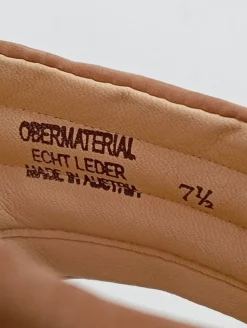 OBERMATERIAL
ECHT LEDER
MADE IN AUSTRIA 7½